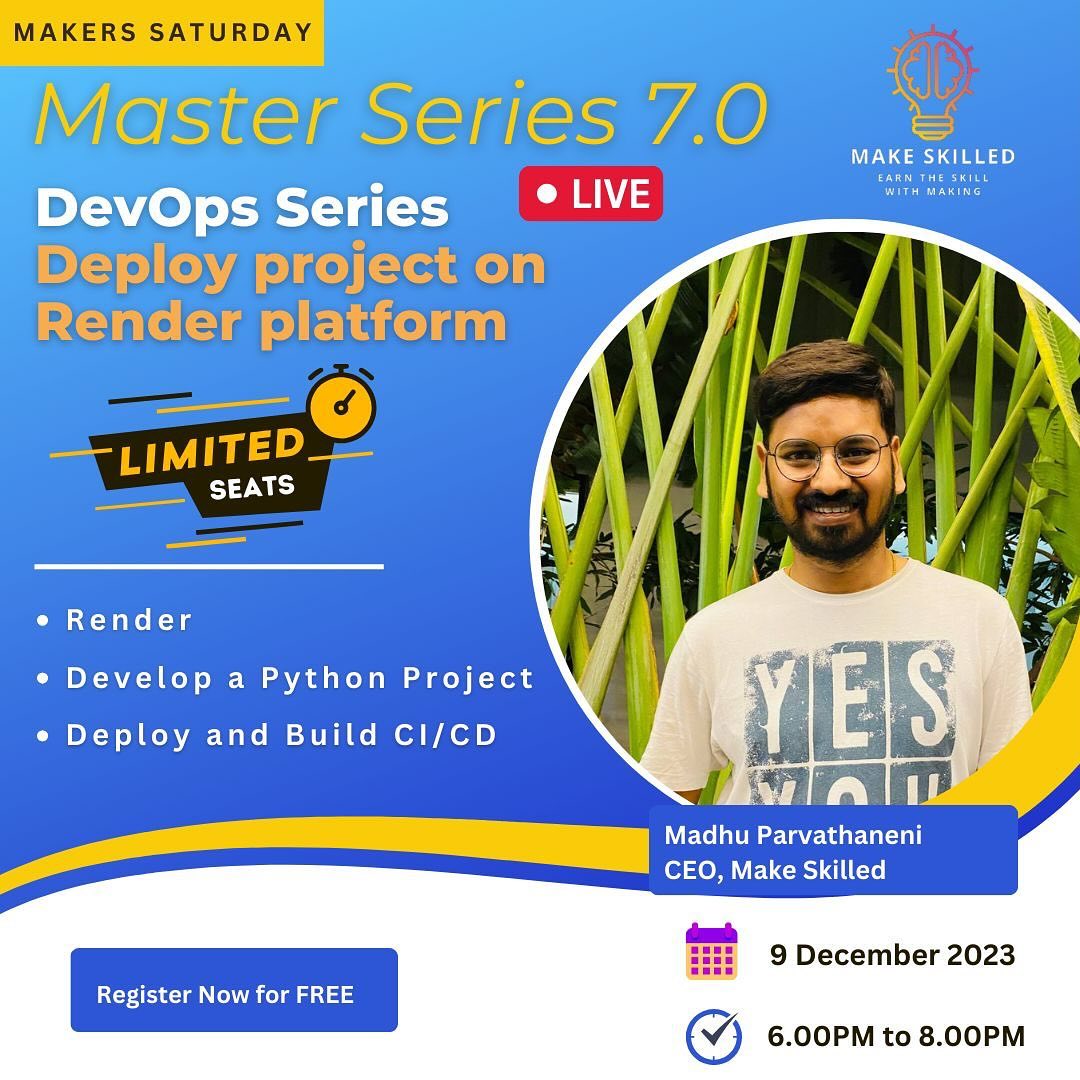 MAKERS SATURDAY
Master Series 7.0
MAKE SKILLED
EARN THE SKILL
WITH MAKING
LIVE
DevOps Series
Deploy project on
Render platform
LIMITED
SEATS
Render
Develop a Python Project
Deploy and Build CI/CD
YES
YOU
Madhu Parvathaneni
CEO, Make Skilled
9 December 2023
6.00PM to 8.00PM
Register Now for FREE